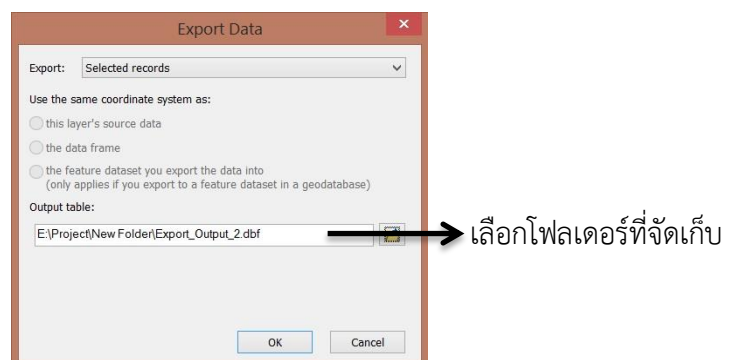 Export Data
Export: Selected records
Use the same coordinate system as:
this layer's source data
the data frame
the feature dataset you export the data into
(only applies if you export to a feature dataset in a geodatabase)
Output table:
E:\Project\New Folder\Export_Output_2.dbf
เลือกโฟลเดอร์ที่จัดเก็บ
OK Cancel